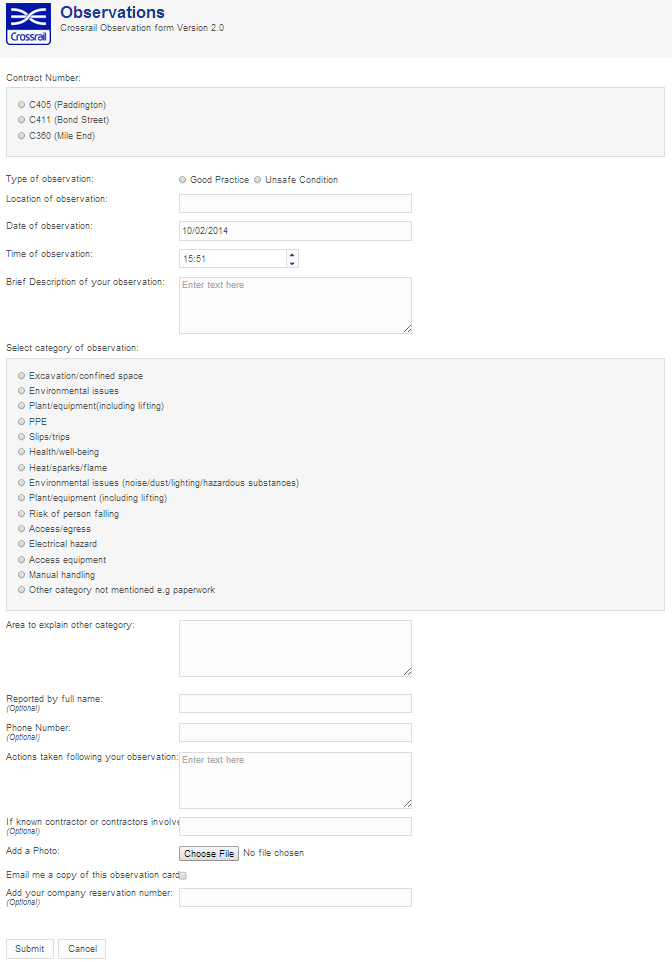 Crossrail
Observations
Crossrail Observation form Version 2.0
Contract Number:
C405 (Paddington)
C411 (Bond Street)
C360 (Mile End)
Type of observation: Good Practice Unsafe Condition
Location of observation:
Date of observation: 10/02/2014
Time of observation: 15:51
Brief Description of your observation: Enter text here
Select category of observation:
Excavation/confined space
Environmental issues
Plant/equipment(including lifting)
PPE
Slips/trips
Health/well-being
Heat/sparks/flame
Environmental issues (noise/dust/lighting/hazardous substances)
Plant/equipment (including lifting)
Risk of person falling
Access/egress
Electrical hazard
Access equipment
Manual handling
Other category not mentioned e.g paperwork
Area to explain other category:
Reported by full name:
(Optional)
Phone Number:
(Optional)
Actions taken following your observation: Enter text here
If known contractor or contractors involve
(Optional)
Add a Photo: Choose File No file chosen
Email me a copy of this observation card
Add your company reservation number:
(Optional)
Submit Cancel